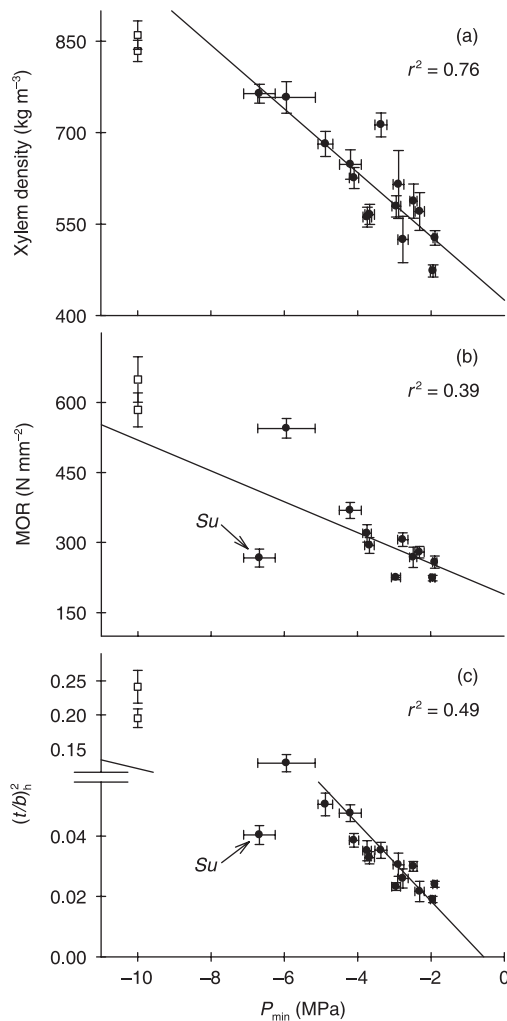 850
700
550
400
Xylem density (kg m⁻³)
(a)
r² = 0.76
600
450
300
150
MOR (N mm⁻²)
(b)
r² = 0.39
Su
0.25
0.20
0.15
0.04
0.02
0.00
(t/b)²ₕ
(c)
r² = 0.49
Su
−10
−8
−6
−4
−2
0
Pmin (MPa)